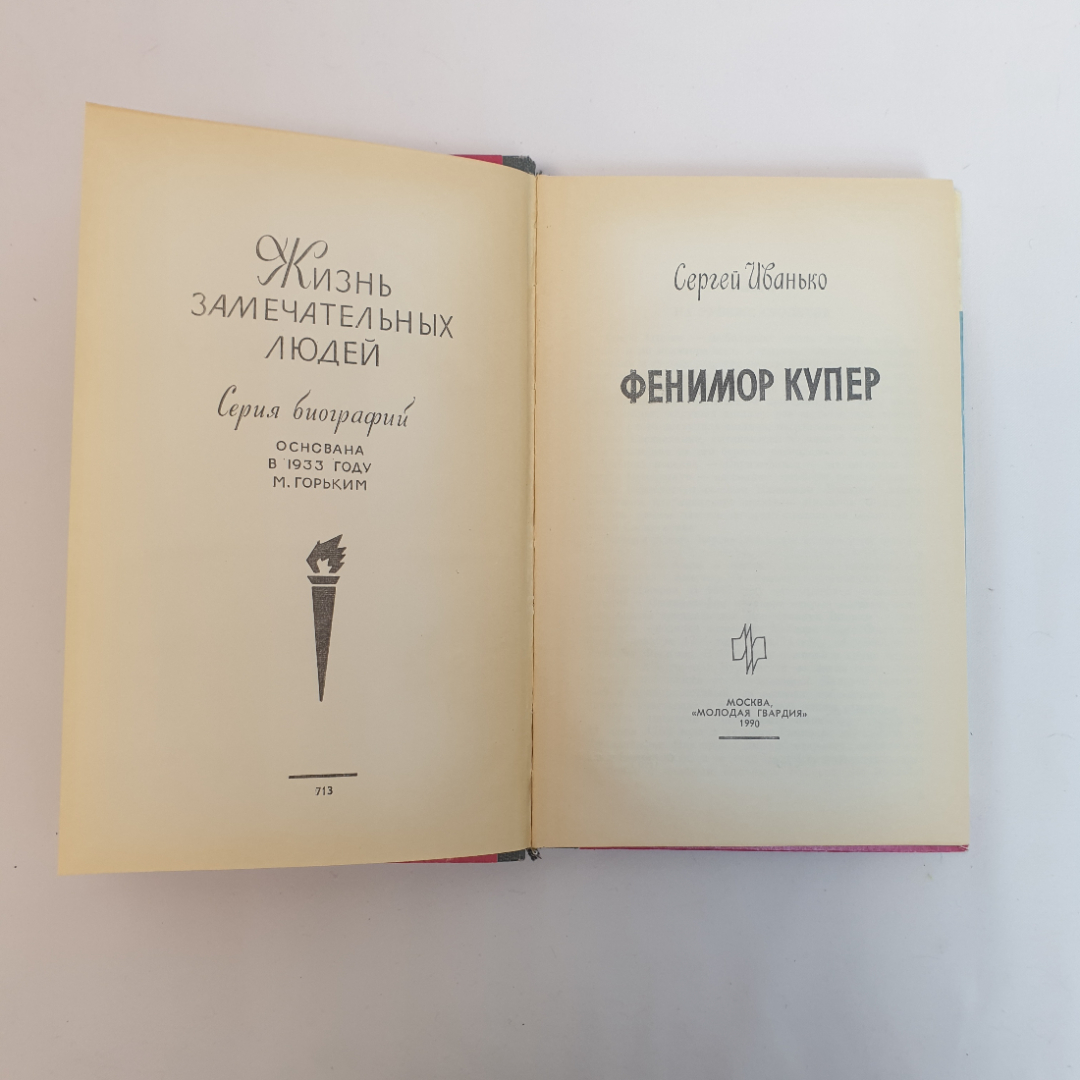 Жизнь
ЗАМЕЧАТЕЛЬНЫХ
ЛЮДЕЙ
Серия биографий
ОСНОВАНА
В 1933 ГОДУ
М. ГОРЬКИМ
713
Сергей Иванько
ФЕНИМОР КУПЕР
МОСКВА,
«МОЛОДАЯ ГВАРДИЯ»
1990